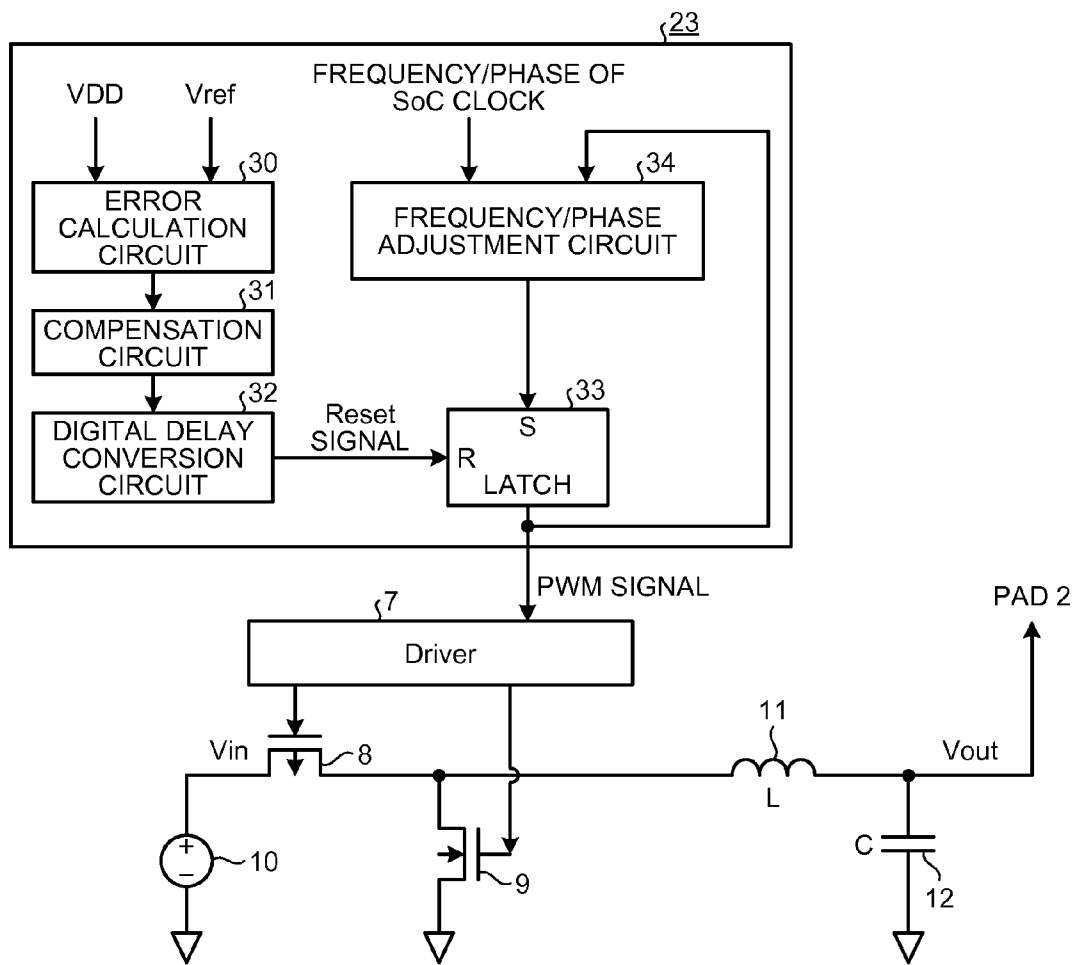 23
VDD
Vref
FREQUENCY/PHASE OF
SoC CLOCK
30
ERROR
CALCULATION
CIRCUIT
34
FREQUENCY/PHASE
ADJUSTMENT CIRCUIT
31
COMPENSATION
CIRCUIT
32
DIGITAL DELAY
CONVERSION
CIRCUIT
Reset
SIGNAL
33
S
R
LATCH
PWM SIGNAL
7
Driver
PAD 2
Vin
8
11
L
Vout
+
−
10
9
C
12